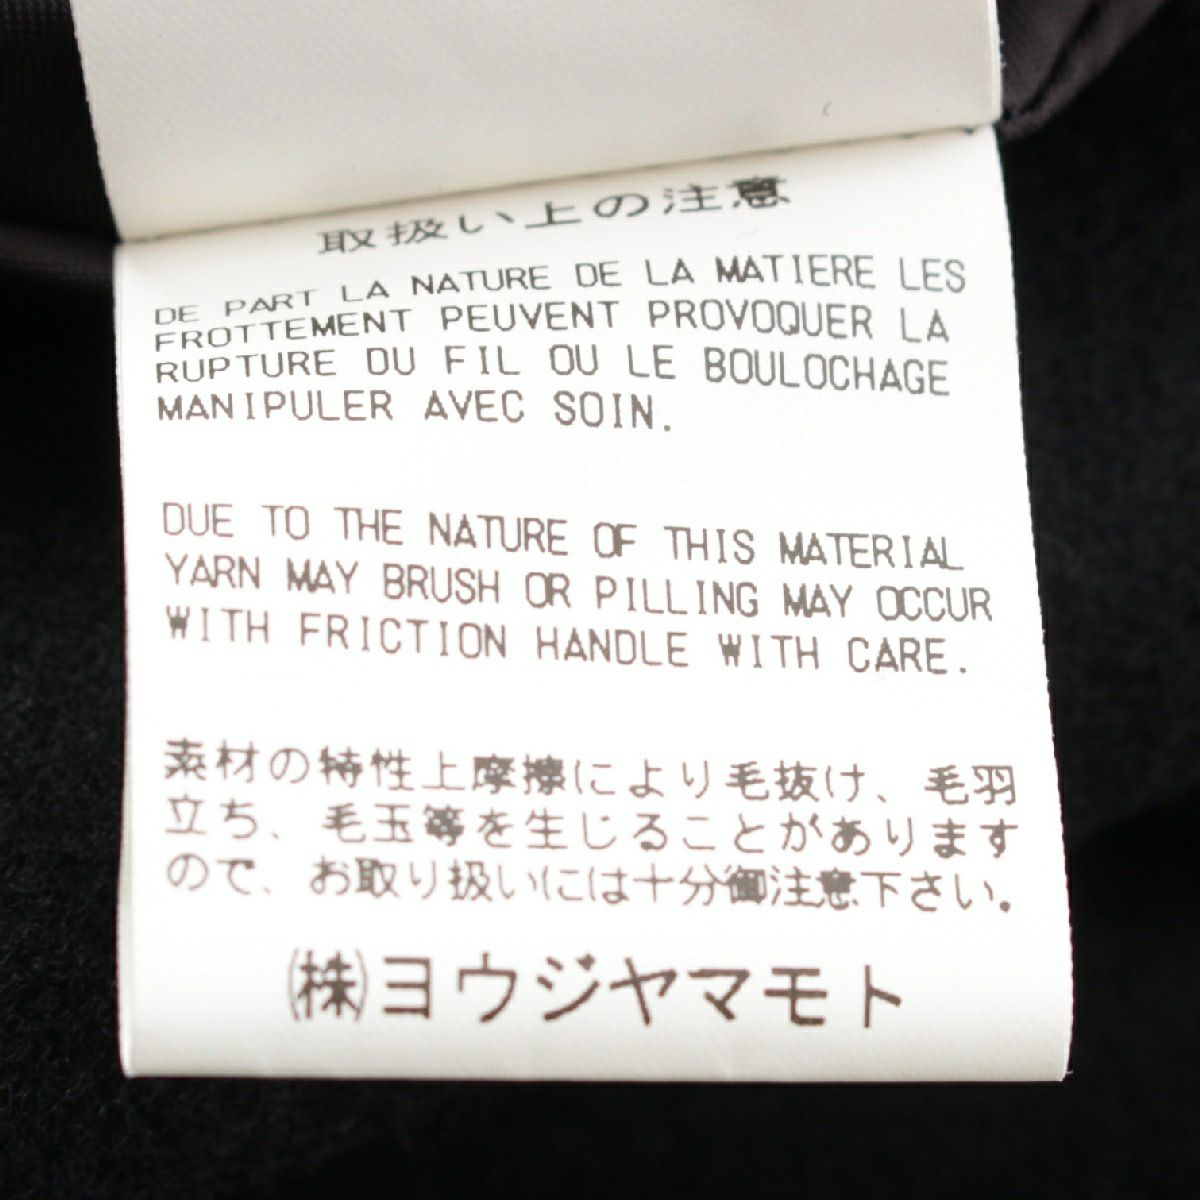 取扱い上の注意
DE PART LA NATURE DE LA MATIERE LES
FROTTEMENT PEUVENT PROVOQUER LA
RUPTURE DU FIL OU LE BOULOCHAGE
MANIPULER AVEC SOIN.
DUE TO THE NATURE OF THIS MATERIAL
YARN MAY BRUSH OR PILLING MAY OCCUR
WITH FRICTION HANDLE WITH CARE.
素材の特性上摩擦により毛抜け、毛羽
立ち、毛玉等を生じることがあります
ので、お取り扱いには十分御注意下さい。
(株)ヨウジヤマモト